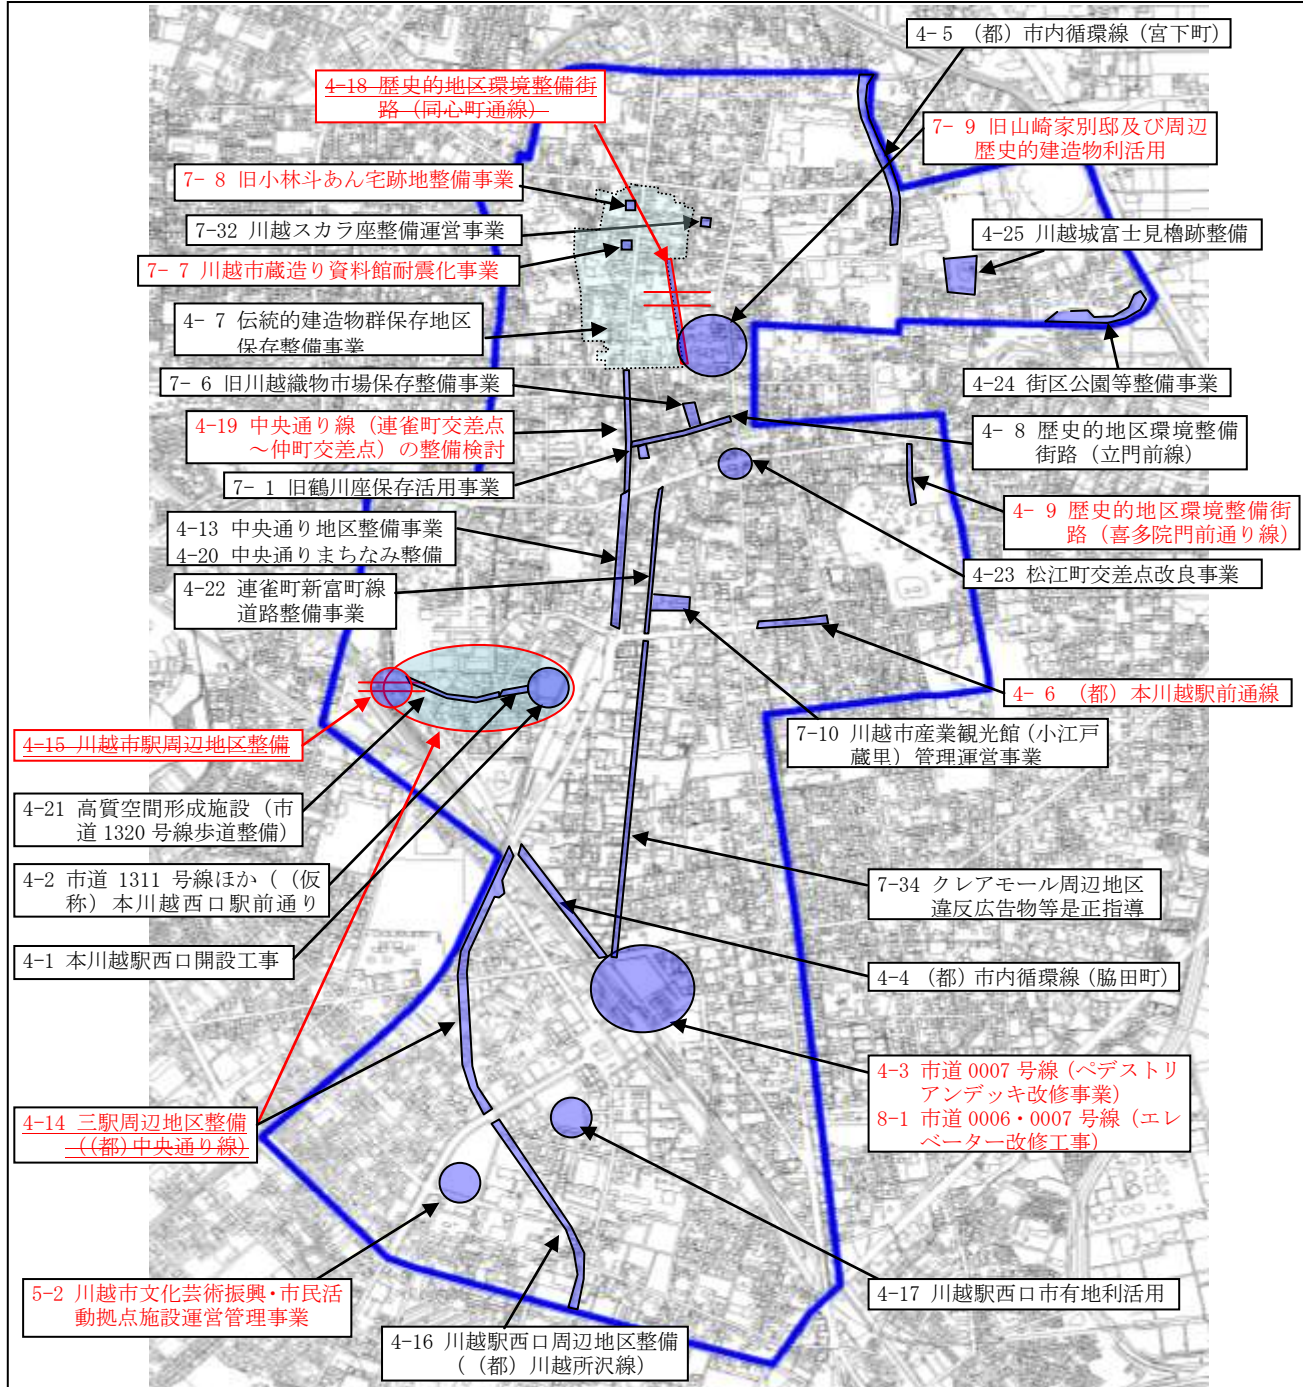 4-5 （都）市内循環線（宮下町）
4-18 歴史的地区環境整備街
路（同心町通線）
7-9 旧山崎家別邸及び周辺
歴史的建造物利活用
7-8 旧小林斗あん宅跡地整備事業
7-32 川越スカラ座整備運営事業
4-25 川越城富士見櫓跡整備
7-7 川越市蔵造り資料館耐震化事業
4-7 伝統的建造物群保存地区
保存整備事業
7-6 旧川越織物市場保存整備事業
4-24 街区公園等整備事業
4-19 中央通り線（連雀町交差点
～仲町交差点）の整備検討
4-8 歴史的地区環境整備
街路（立門前線）
7-1 旧鶴川座保存活用事業
4-9 歴史的地区環境整備街
路（喜多院門前通り線）
4-13 中央通り地区整備事業
4-20 中央通りまちなみ整備
4-23 松江町交差点改良事業
4-22 連雀町新富町線
道路整備事業
4-6 （都）本川越駅前通線
7-10 川越市産業観光館（小江戸
蔵里）管理運営事業
4-15 川越市駅周辺地区整備
4-21 高質空間形成施設（市
道1320号線歩道整備）
4-2 市道1311号線ほか（（仮
称）本川越西口駅前通り
7-34 クレアモール周辺地区
違反広告物等是正指導
4-1 本川越駅西口開設工事
4-4 （都）市内循環線（脇田町）
4-3 市道0007号線（ペデストリ
アンデッキ改修事業）
8-1 市道0006・0007号線（エレ
ベーター改修工事）
4-14 三駅周辺地区整備
（（都）中央通り線）
5-2 川越市文化芸術振興・市民活
動拠点施設運営管理事業
4-17 川越駅西口市有地利活用
4-16 川越駅西口周辺地区整備
（（都）川越所沢線）